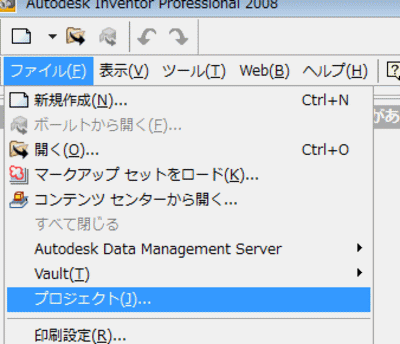 Autodesk Inventor Professional 2008
ファイル(F) 表示(V) ツール(T) Web(B) ヘルプ(H)
新規作成(N)... Ctrl+N
ボールトから開く(F)...
開く(O)... Ctrl+O
マークアップ セットをロード(K)...
コンテンツ センターから開く...
すべて閉じる
Autodesk Data Management Server
Vault(T)
プロジェクト(J)...
印刷設定(R)...
があ